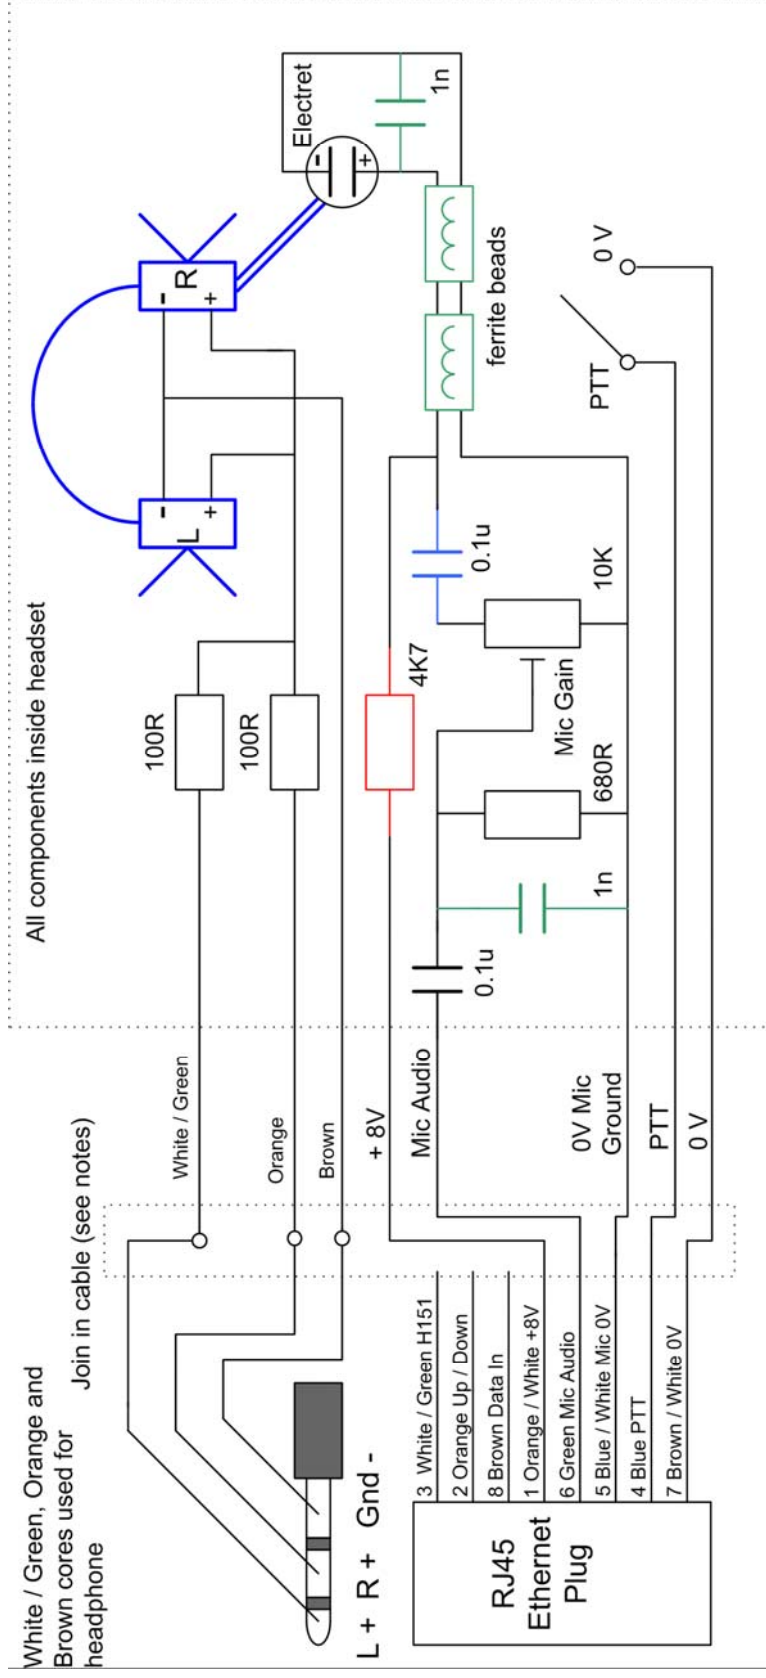 White / Green, Orange and
Brown cores used for
headphone
Join in cable (see notes)
All components inside headset
L + R + Gnd -
White / Green
Orange
Brown
100R
100R
L
-
+
R
-
+
Electret
-
+
1n
ferrite beads
+ 8V
4K7
Mic Audio
0.1u
0.1u
1n
680R
Mic Gain
10K
0V Mic
Ground
PTT
0 V
PTT
0 V
RJ45
Ethernet
Plug
3 White / Green H151
2 Orange Up / Down
8 Brown Data In
1 Orange / White +8V
6 Green Mic Audio
5 Blue / White Mic 0V
4 Blue PTT
7 Brown / White 0V